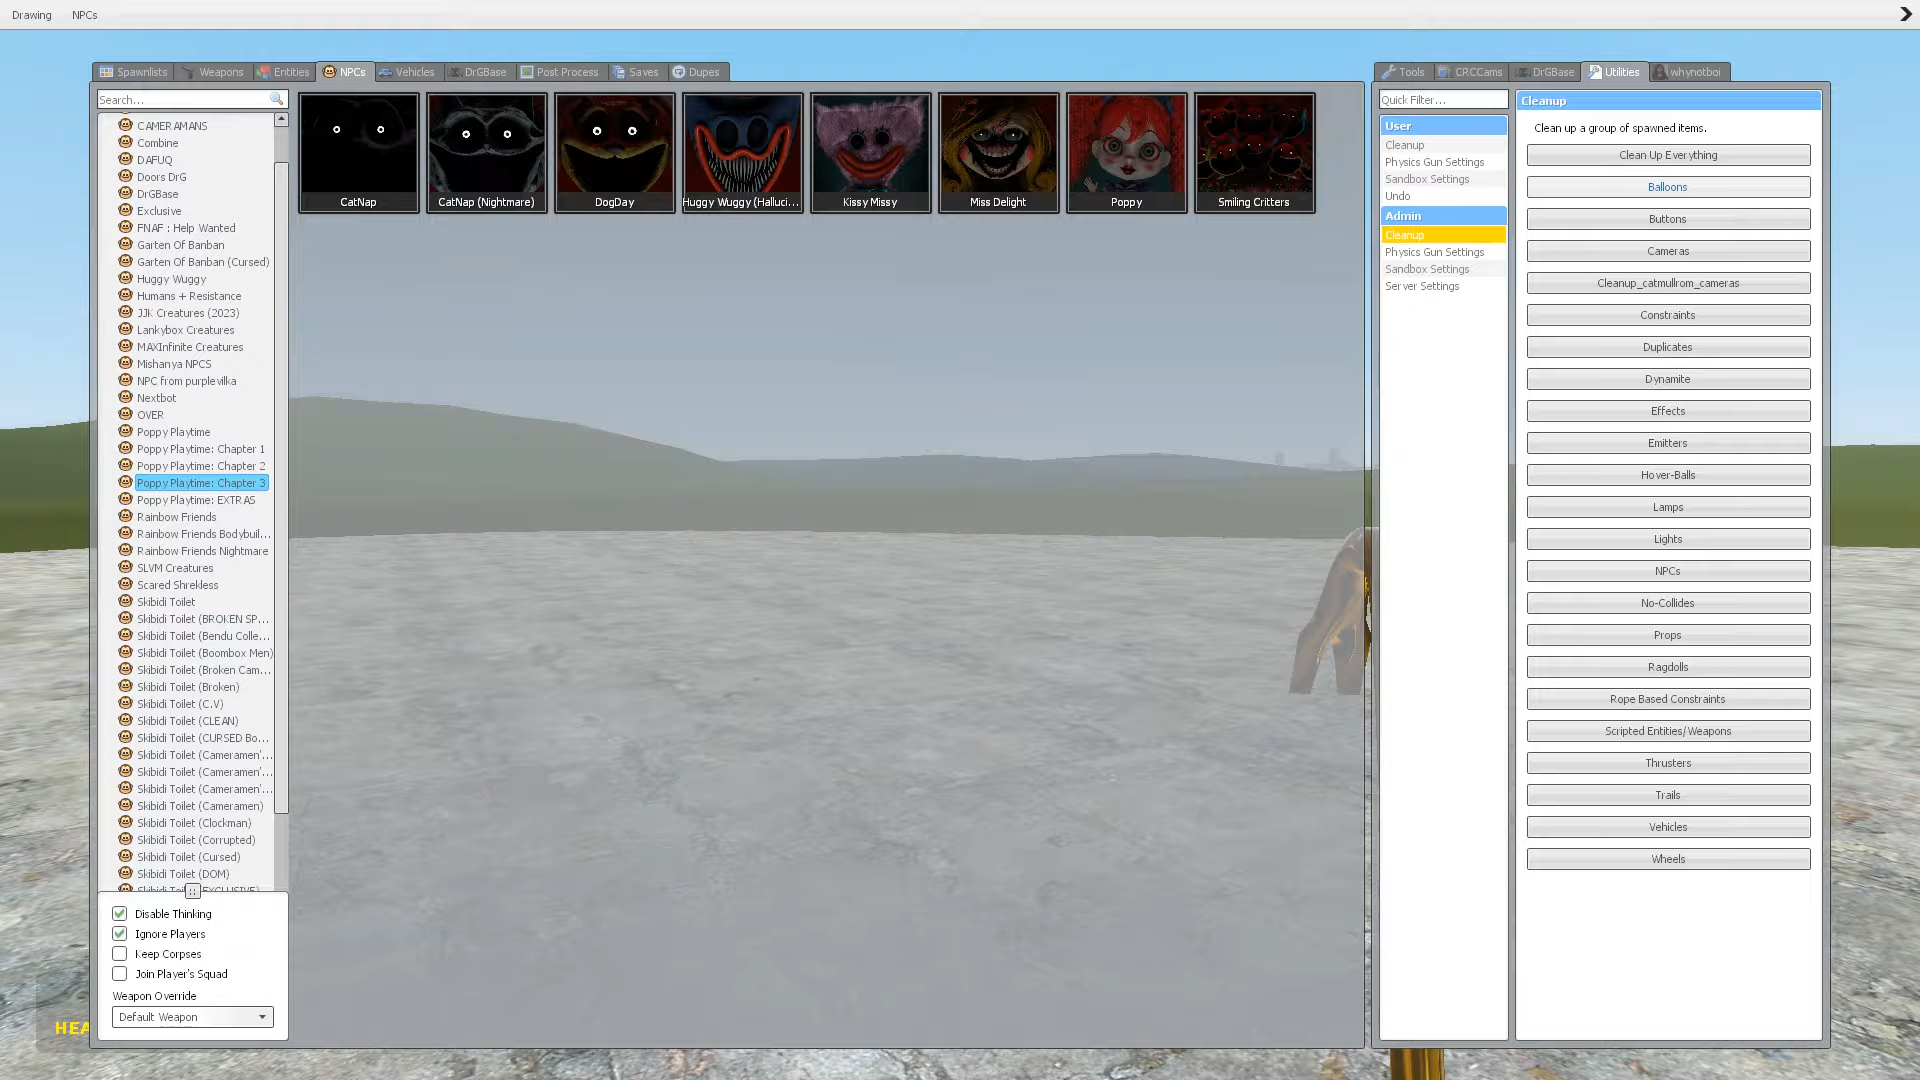 Drawing NPCs
Spawnlists Weapons Entities NPCs Vehicles DrGBase Post Process Saves Dupes
Search...
CAMERAMANS
Combine
DAFUQ
Doors DrG
DrGBase
Exclusive
FNAF : Help Wanted
Garten Of Banban
Garten Of Banban (Cursed)
Huggy Wuggy
Humans + Resistance
JJK Creatures (2023)
Lankybox Creatures
MAXInfinite Creatures
Mishanya NPCS
NPC from purplevilka
Nextbot
OVER
Poppy Playtime
Poppy Playtime: Chapter 1
Poppy Playtime: Chapter 2
Poppy Playtime: Chapter 3
Poppy Playtime: EXTRAS
Rainbow Friends
Rainbow Friends Bodybuil...
Rainbow Friends Nightmare
SLVM Creatures
Scared Shrekless
Skibidi Toilet
Skibidi Toilet (BROKEN SP...
Skibidi Toilet (Bendu Colle...
Skibidi Toilet (Boombox Men)
Skibidi Toilet (Broken Cam...
Skibidi Toilet (Broken)
Skibidi Toilet (C.V)
Skibidi Toilet (CLEAN)
Skibidi Toilet (CURSED Bo...
Skibidi Toilet (Cameramen'...
Skibidi Toilet (Cameramen'...
Skibidi Toilet (Cameramen'...
Skibidi Toilet (Cameramen)
Skibidi Toilet (Clockman)
Skibidi Toilet (Corrupted)
Skibidi Toilet (Cursed)
Skibidi Toilet (DOM)
Disable Thinking
Ignore Players
Keep Corpses
Join Player's Squad
Weapon Override
Default Weapon
HEA
CatNap
CatNap (Nightmare)
DogDay
Huggy Wuggy (Halluci...
Kissy Missy
Miss Delight
Poppy
Smiling Critters
Tools CRCCams DrGBase Utilities whynotboi
Quick Filter...
User
Cleanup
Physics Gun Settings
Sandbox Settings
Undo
Admin
Cleanup
Physics Gun Settings
Sandbox Settings
Server Settings
Cleanup
Clean up a group of spawned items.
Clean Up Everything
Balloons
Buttons
Cameras
Cleanup_catmullrom_cameras
Constraints
Duplicates
Dynamite
Effects
Emitters
Hover-Balls
Lamps
Lights
NPCs
No-Collides
Props
Ragdolls
Rope Based Constraints
Scripted Entities/Weapons
Thrusters
Trails
Vehicles
Wheels